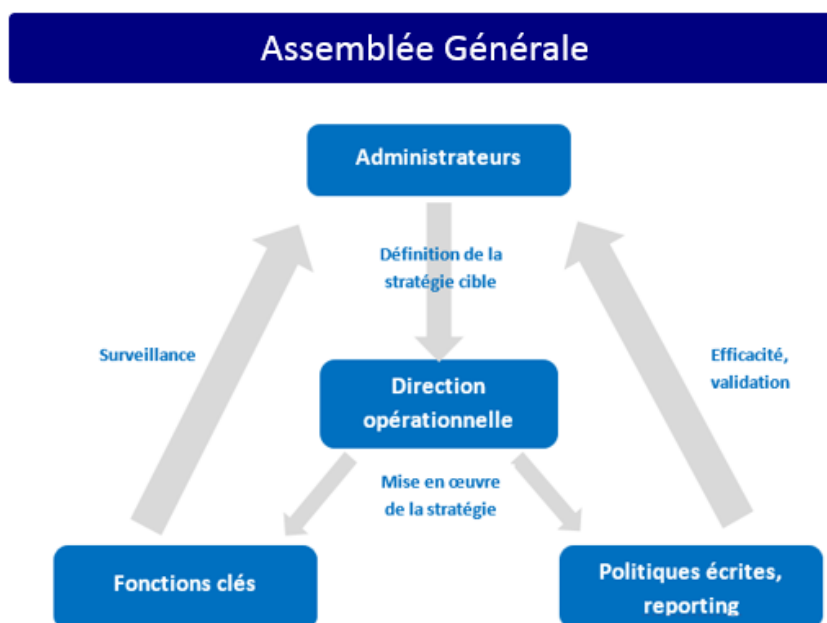 Assemblée Générale
Administrateurs
Définition de la
stratégie cible
Surveillance
Efficacité,
validation
Direction
opérationnelle
Mise en œuvre
de la stratégie
Fonctions clés
Politiques écrites,
reporting